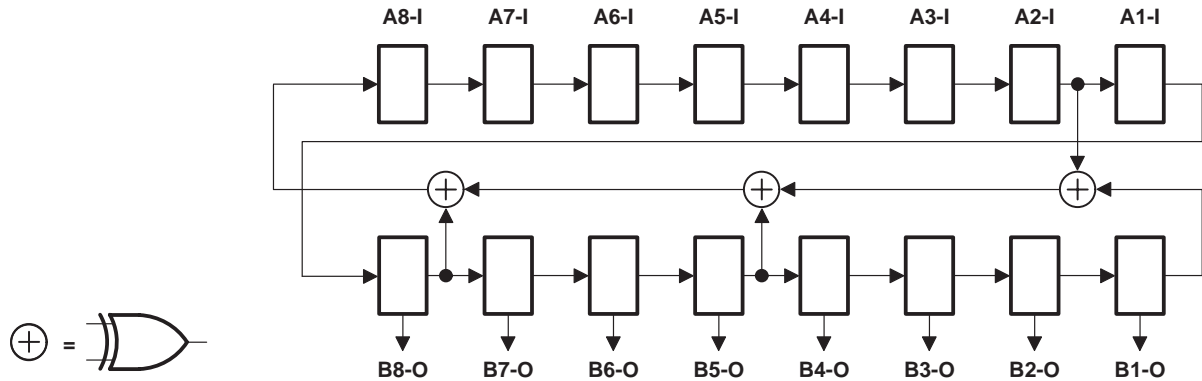 A8-I A7-I A6-I A5-I A4-I A3-I A2-I A1-I
=
B8-O B7-O B6-O B5-O B4-O B3-O B2-O B1-O